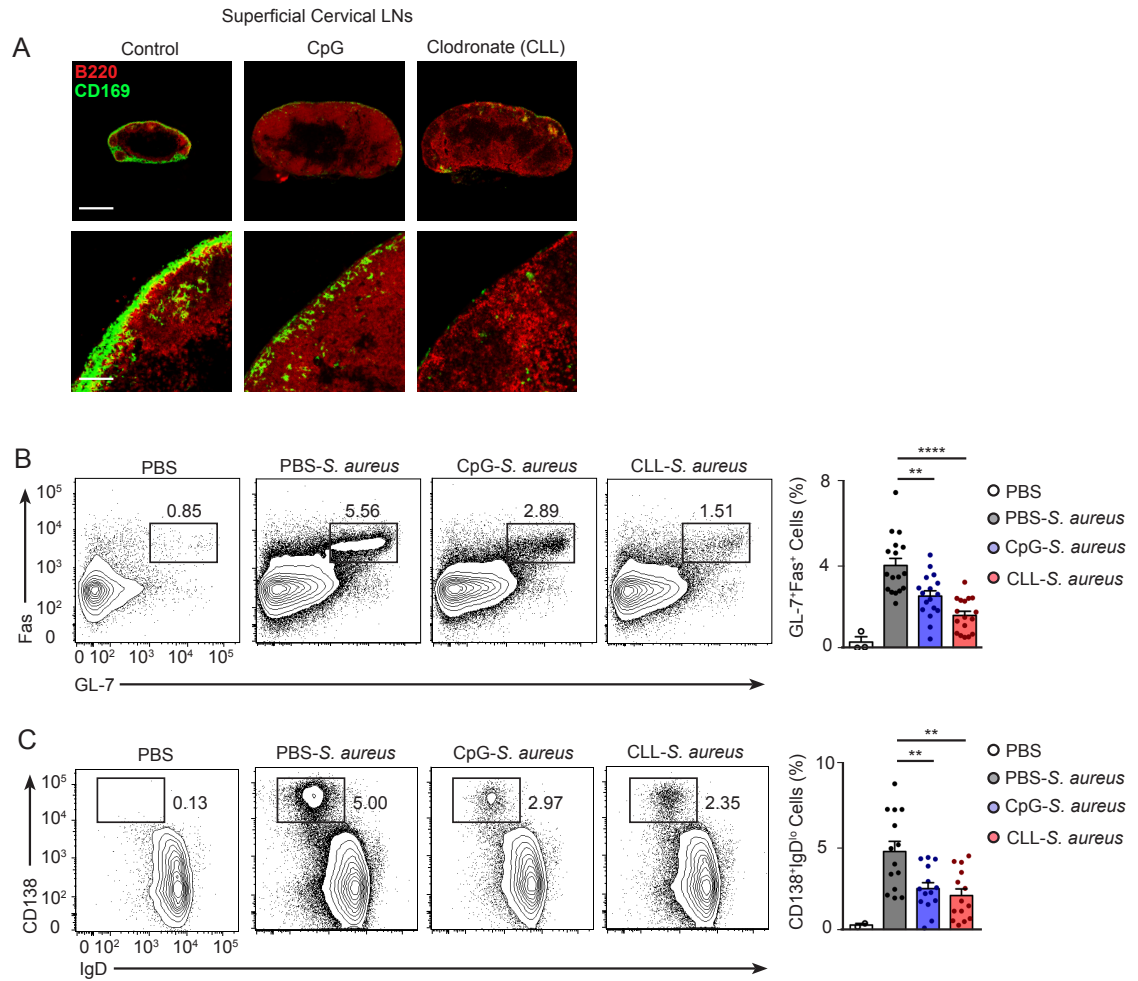 Superficial Cervical LNs
A
Control
CpG
Clodronate (CLL)
B220
CD169
B
PBS
PBS-S. aureus
CpG-S. aureus
CLL-S. aureus
0.85
5.56
2.89
1.51
10⁵
10⁴
10³
10²
0
Fas
0 10² 10³ 10⁴ 10⁵
GL-7
GL-7⁺Fas⁺ Cells (%)
8
4
0
**
****
PBS
PBS-S. aureus
CpG-S. aureus
CLL-S. aureus
C
PBS
PBS-S. aureus
CpG-S. aureus
CLL-S. aureus
0.13
5.00
2.97
2.35
10⁵
10⁴
10³
10²
0
CD138
0 10² 10³ 10⁴ 10⁵
IgD
CD138⁺IgDˡᵒ Cells (%)
10
5
0
**
**
PBS
PBS-S. aureus
CpG-S. aureus
CLL-S. aureus